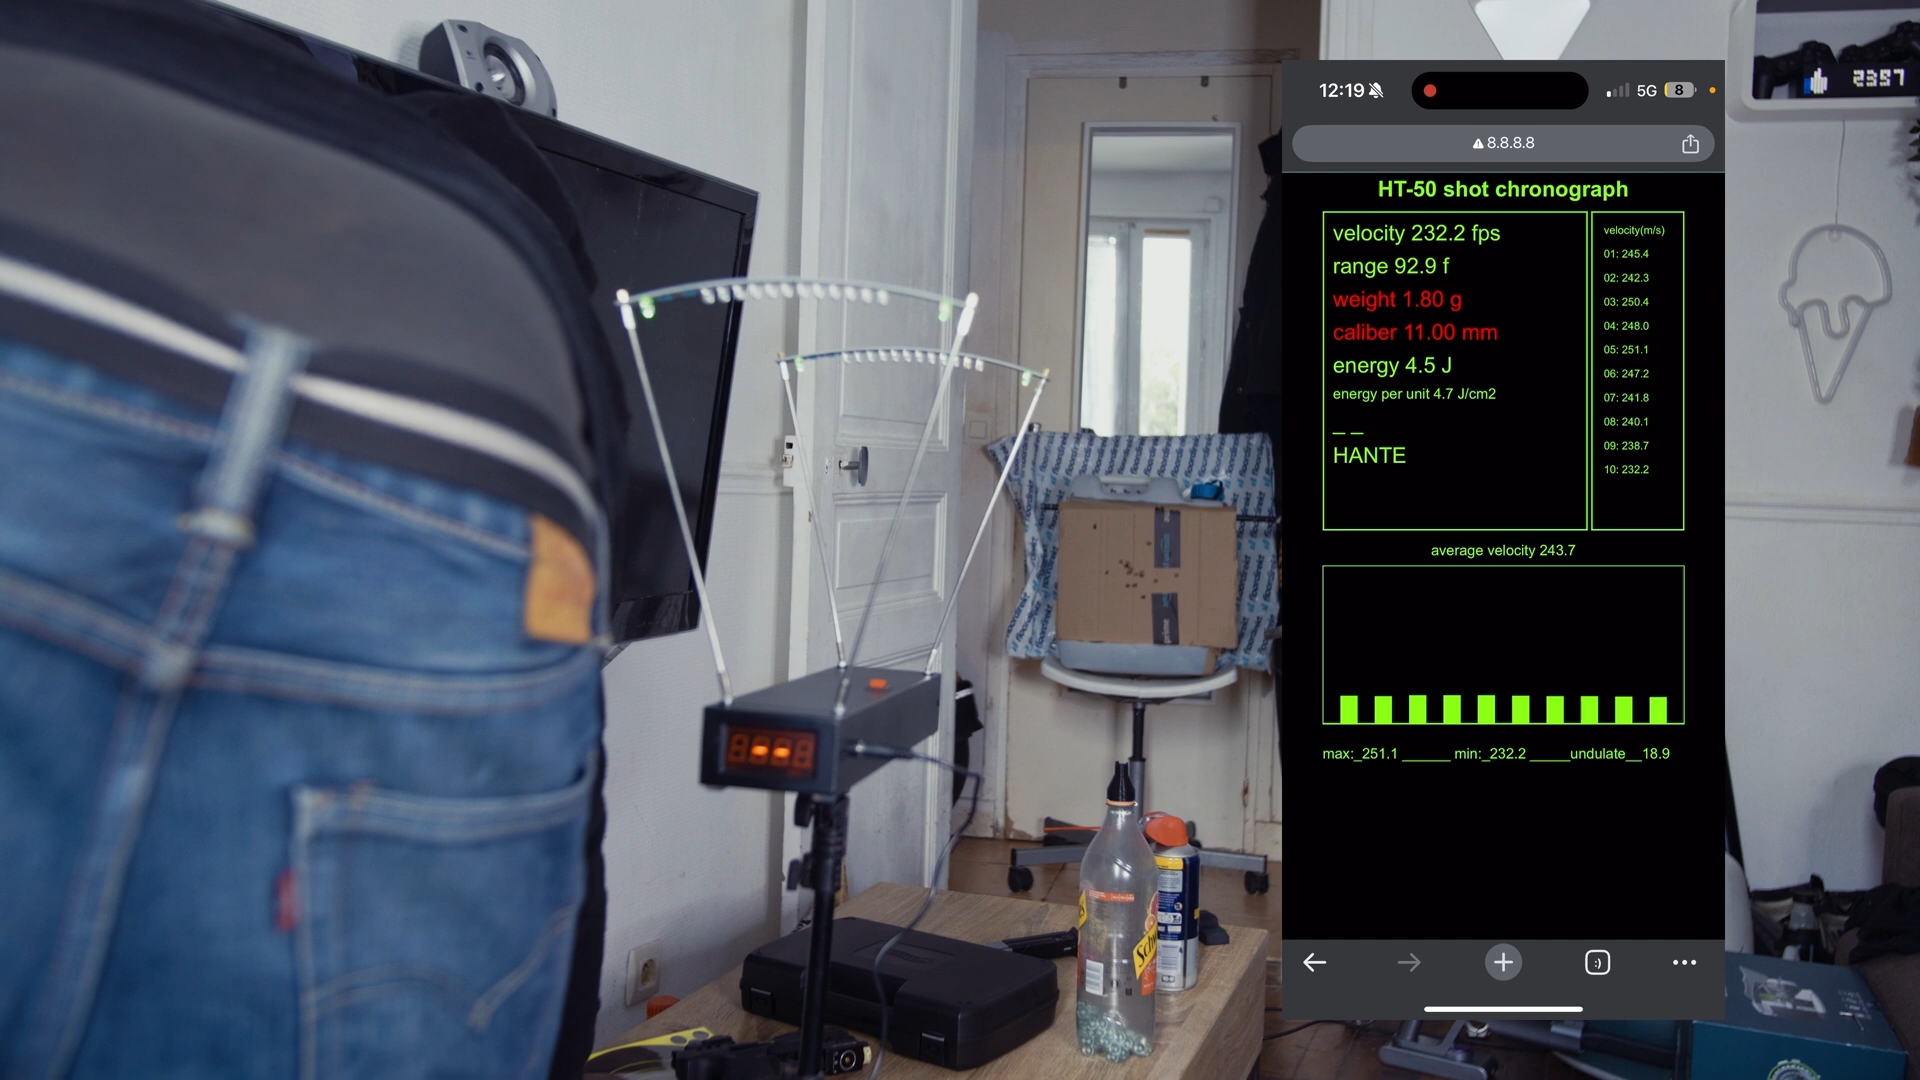 12:19
5G
8
8.8.8.8
HT-50 shot chronograph
velocity 232.2 fps
range 92.9 f
weight 1.80 g
caliber 11.00 mm
energy 4.5 J
energy per unit 4.7 J/cm2
_ _
HANTE
velocity(m/s)
01: 245.4
02: 242.3
03: 250.4
04: 248.0
05: 251.1
06: 247.2
07: 241.8
08: 240.1
09: 238.7
10: 232.2
average velocity 243.7
max:_251.1 ______ min:_232.2 _____undulate__18.9
:)
2357
prime
floordirekt
Schw